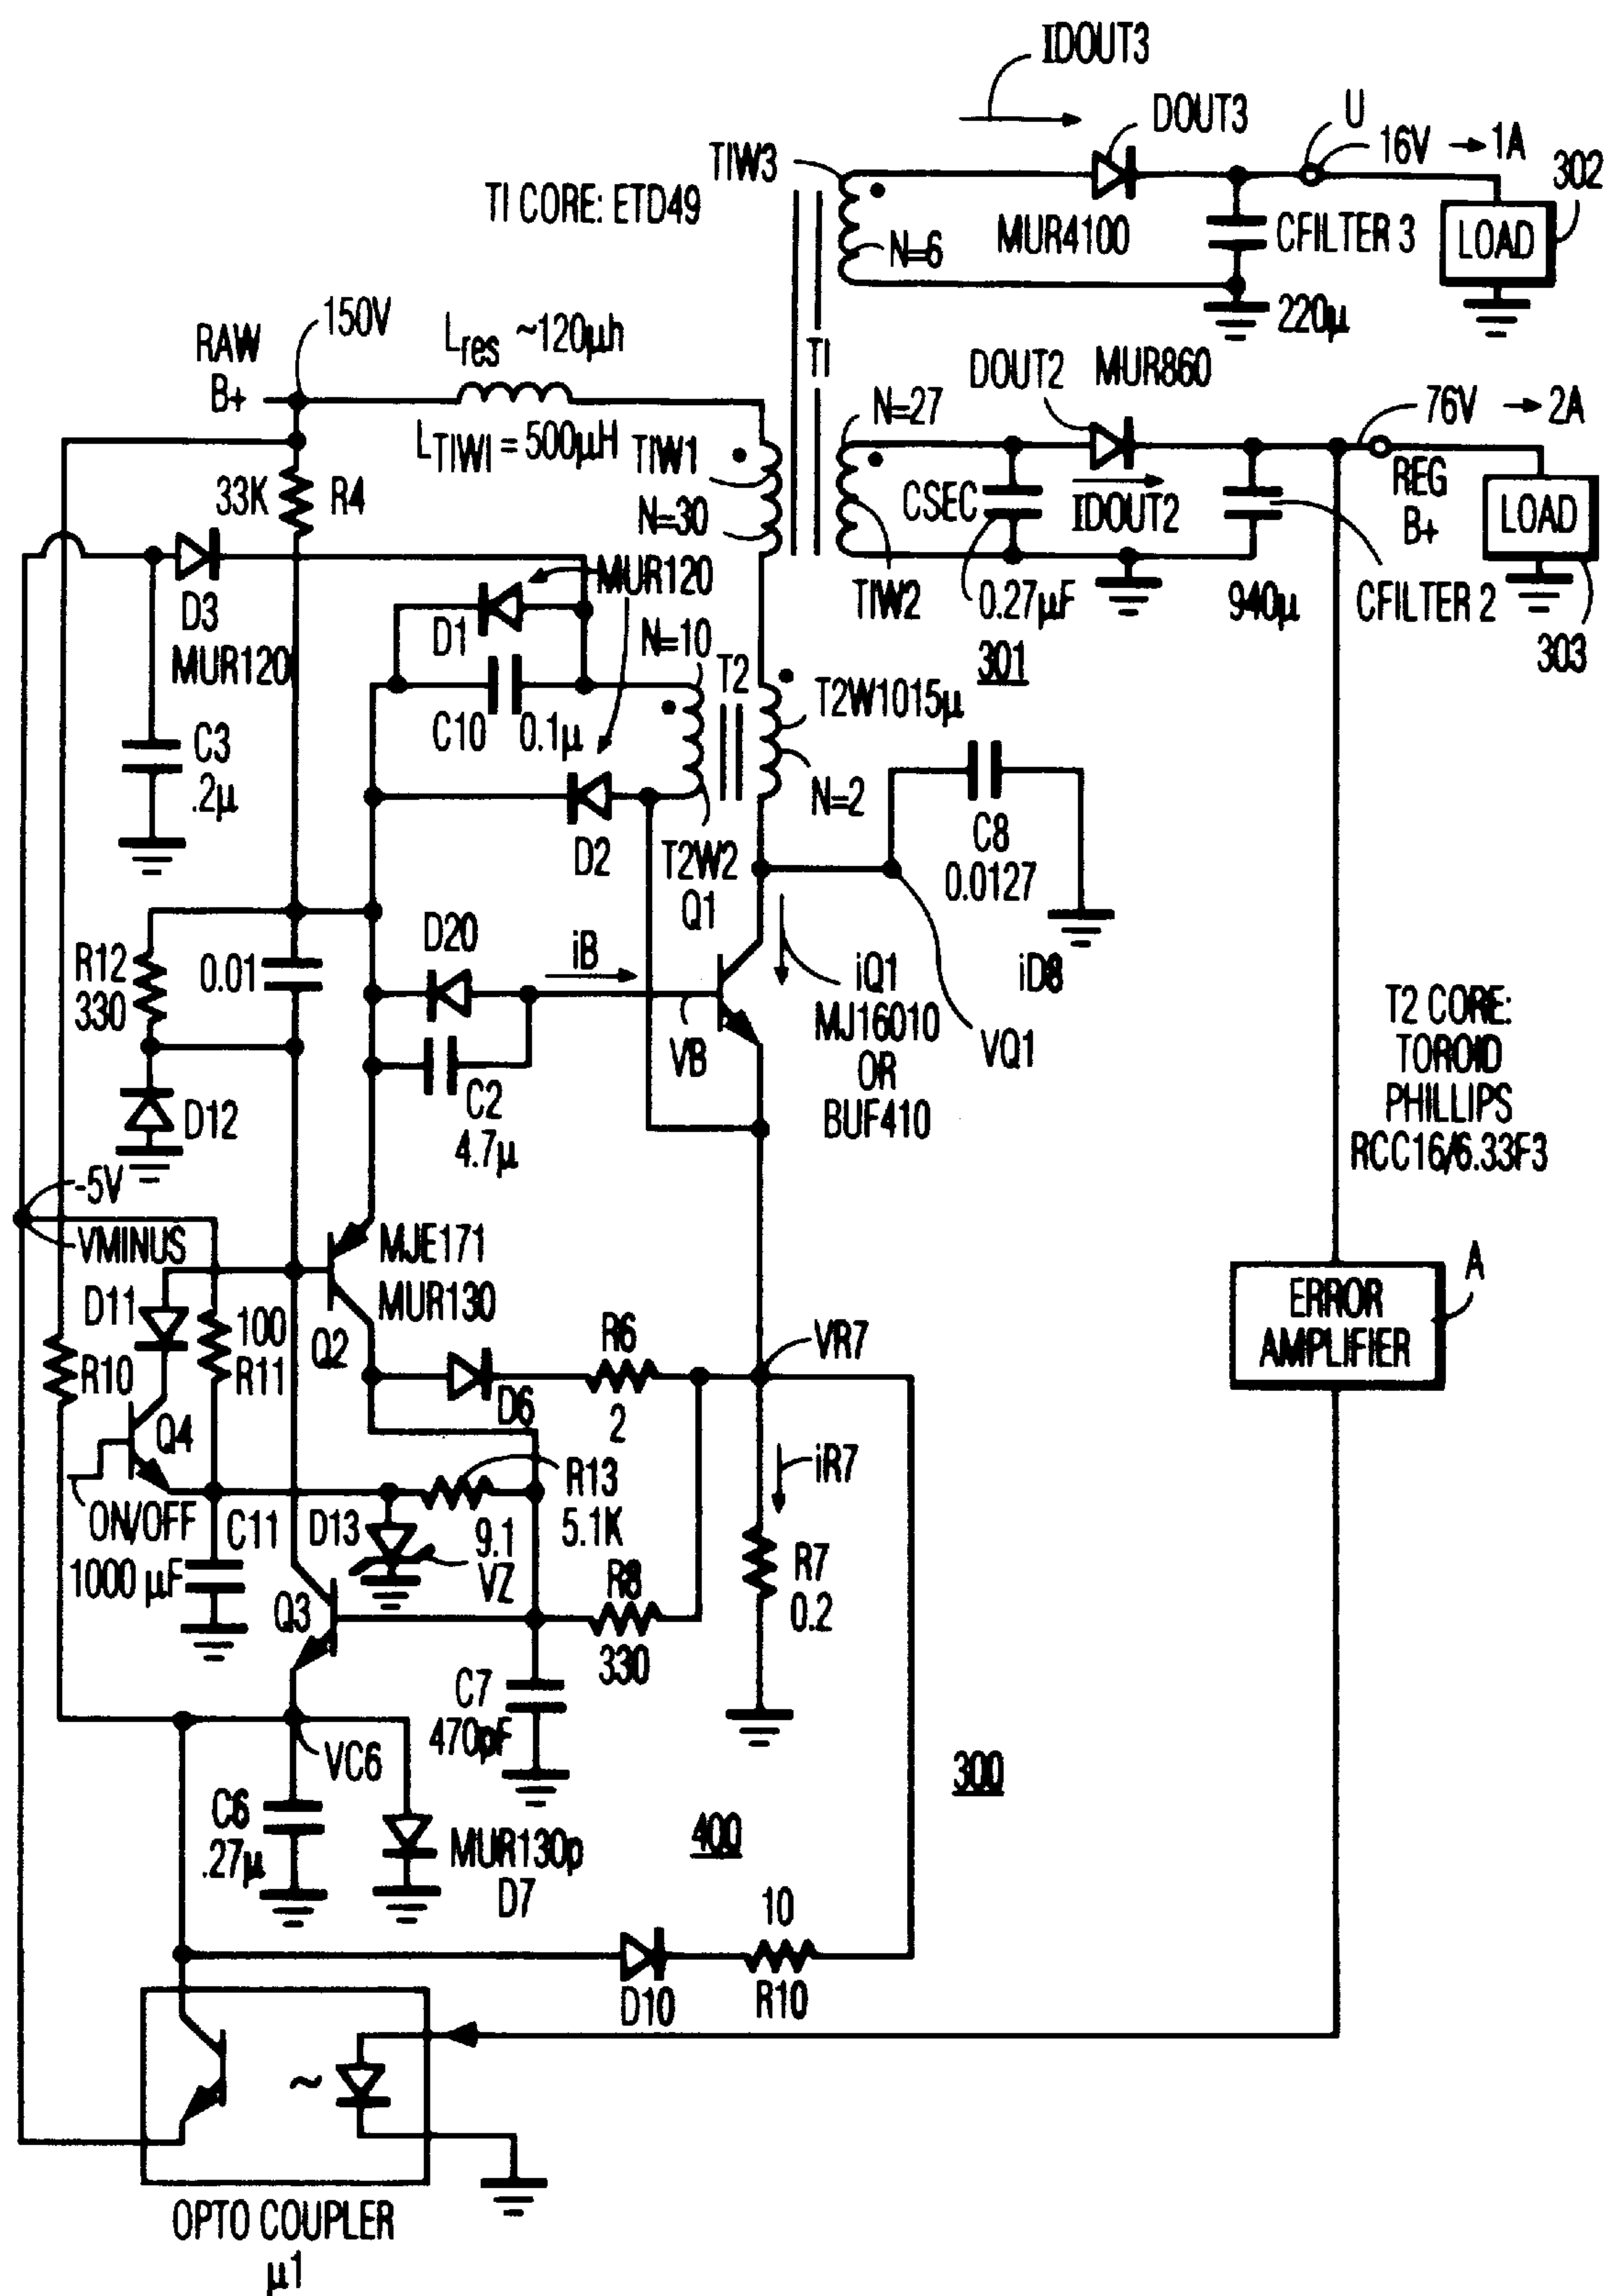 IDOUT3
DOUT3
U
16V → 1A
302
TIW3
TI CORE: ETD49
N=6
MUR4100
CFILTER 3
LOAD
220µ
150V
RAW
B+
Lres ~120µh
TI
DOUT2
MUR860
N=27
76V → 2A
LTIWI = 500µH
TIW1
N=30
33K
R4
CSEC
IDOUT2
REG
B+
LOAD
D3
MUR120
MUR120
D1
N=10
TIW2
0.27µF
301
940µ
CFILTER 2
303
T2
T2W1015µ
C10
0.1µ
C3
.2µ
N=2
D2
T2W2
Q1
C8
0.0127
R12
330
0.01
D20
iB
iQ1
MJ16010
OR
BUF410
iD8
VQ1
VB
C2
4.7µ
D12
T2 CORE:
TOROID
PHILLIPS
RCC16/6.33F3
-5V
VMINUS
MJE171
MUR130
D11
100
R11
Q2
R10
R6
2
D6
VR7
ERROR
AMPLIFIER
A
Q4
R13
5.1K
iR7
ON/OFF
C11
1000 µF
D13
9.1
VZ
R8
330
R7
0.2
Q3
C7
470pF
VC6
C6
.27µ
MUR130p
D7
400
300
10
D10
R10
~
OPTO COUPLER
µ1